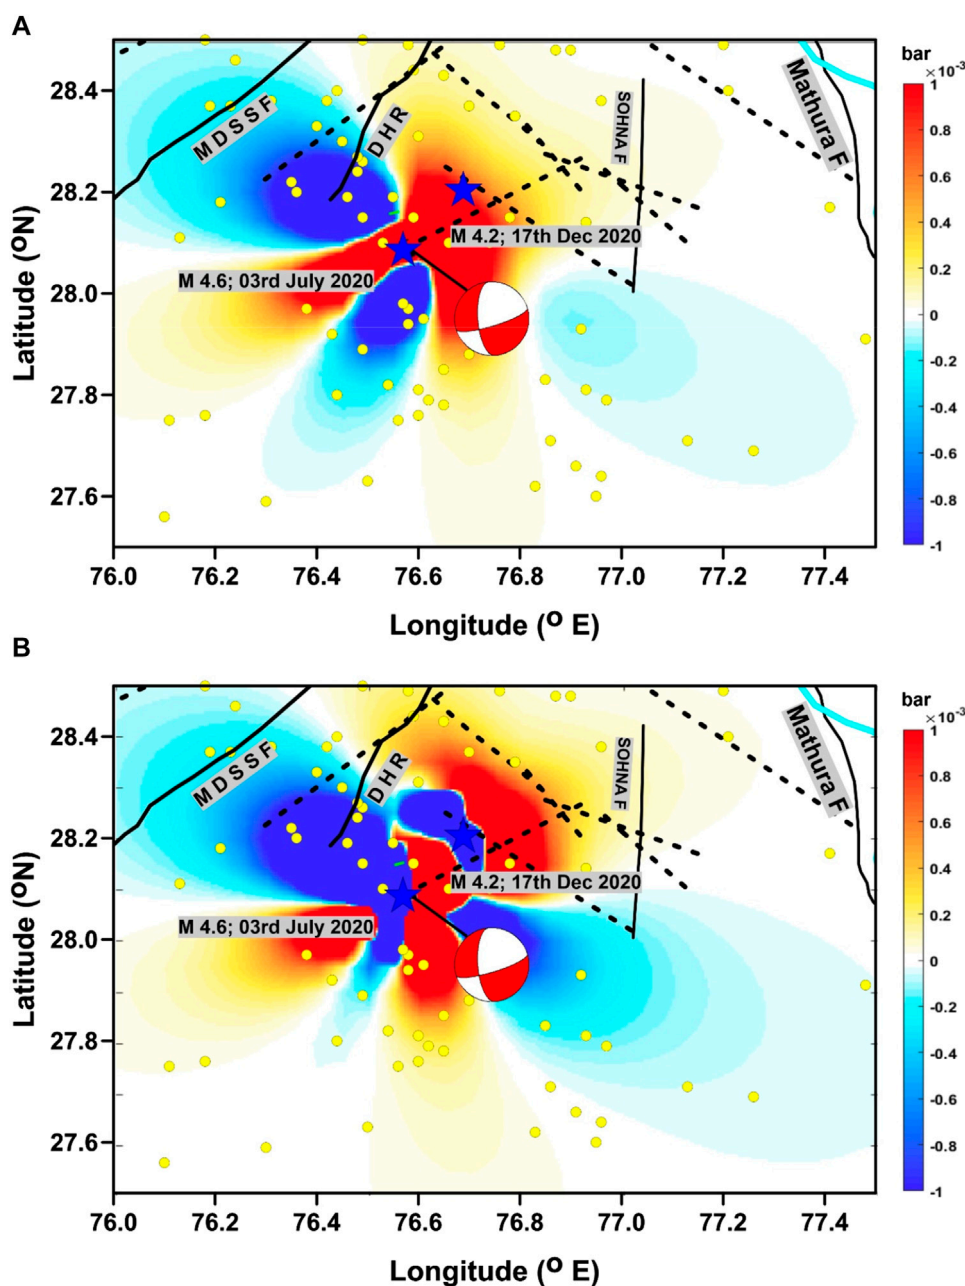 A
bar
×10⁻³
1
0.8
0.6
0.4
0.2
0
-0.2
-0.4
-0.6
-0.8
-1
28.4
28.2
28.0
27.8
27.6
Latitude (ºN)
MDSSF
DHR
SOHNA F
Mathura F
M 4.2; 17th Dec 2020
M 4.6; 03rd July 2020
76.0
76.4
76.6
76.8
77.0
77.2
77.4
Longitude (º E)
B
bar
×10⁻³
1
0.8
0.6
0.4
0.2
0
-0.2
-0.4
-0.6
-0.8
-1
28.4
28.2
28.0
27.8
27.6
Latitude (ºN)
MDSSF
DHR
SOHNA F
Mathura F
M 4.2; 17th Dec 2020
M 4.6; 03rd July 2020
76.0
76.4
76.6
76.8
77.0
77.2
77.4
Longitude (º E)